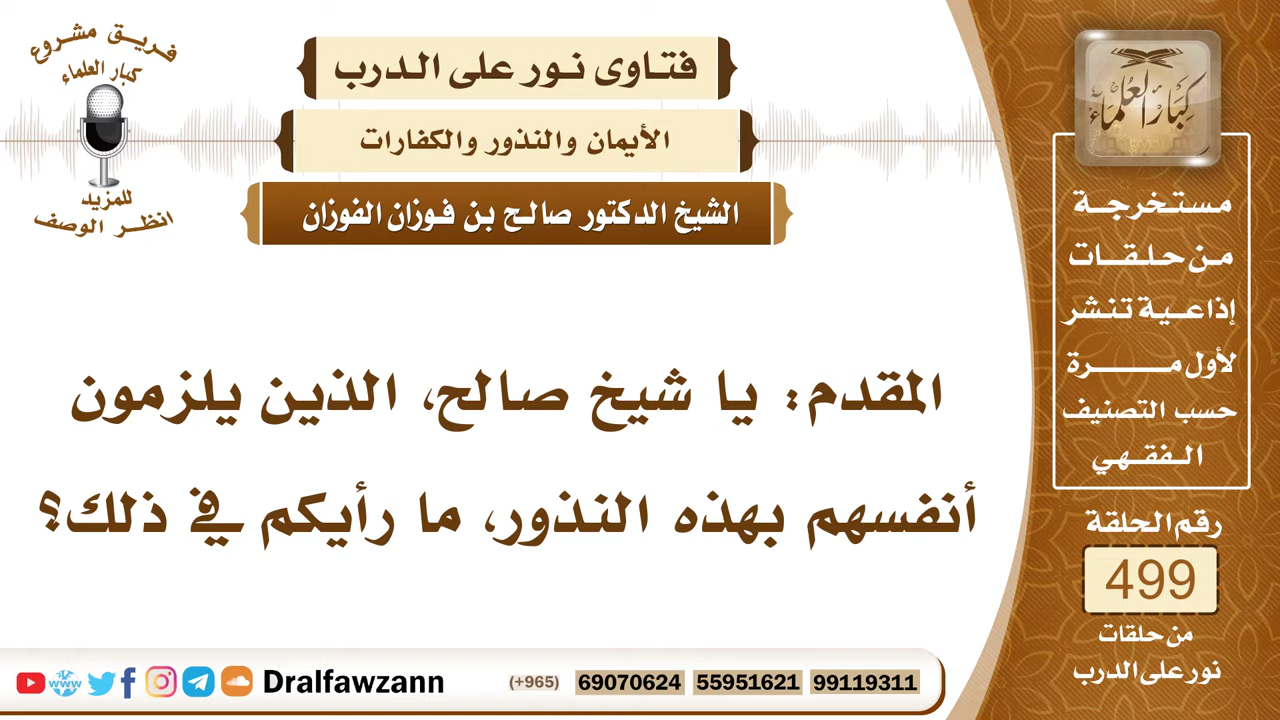 فريق مشروع
كبار العلماء
للمزيد
انظر الوصف
فتاوى نور على الدرب
الأيمان والنذور والكفارات
الشيخ الدكتور صالح بن فوزان الفوزان
المقدم: يا شيخ صالح، الذين يلزمون
أنفسهم بهذه النذور، ما رأيكم في ذلك؟
كبار العلماء
مستخرجة
من حلقات
إذاعية تنشر
لأول مرة
حسب التصنيف
الفقهي
رقم الحلقة
499
من حلقات
نور على الدرب
www
Dralfawzann
(+965) 69070624 55951621 99119311